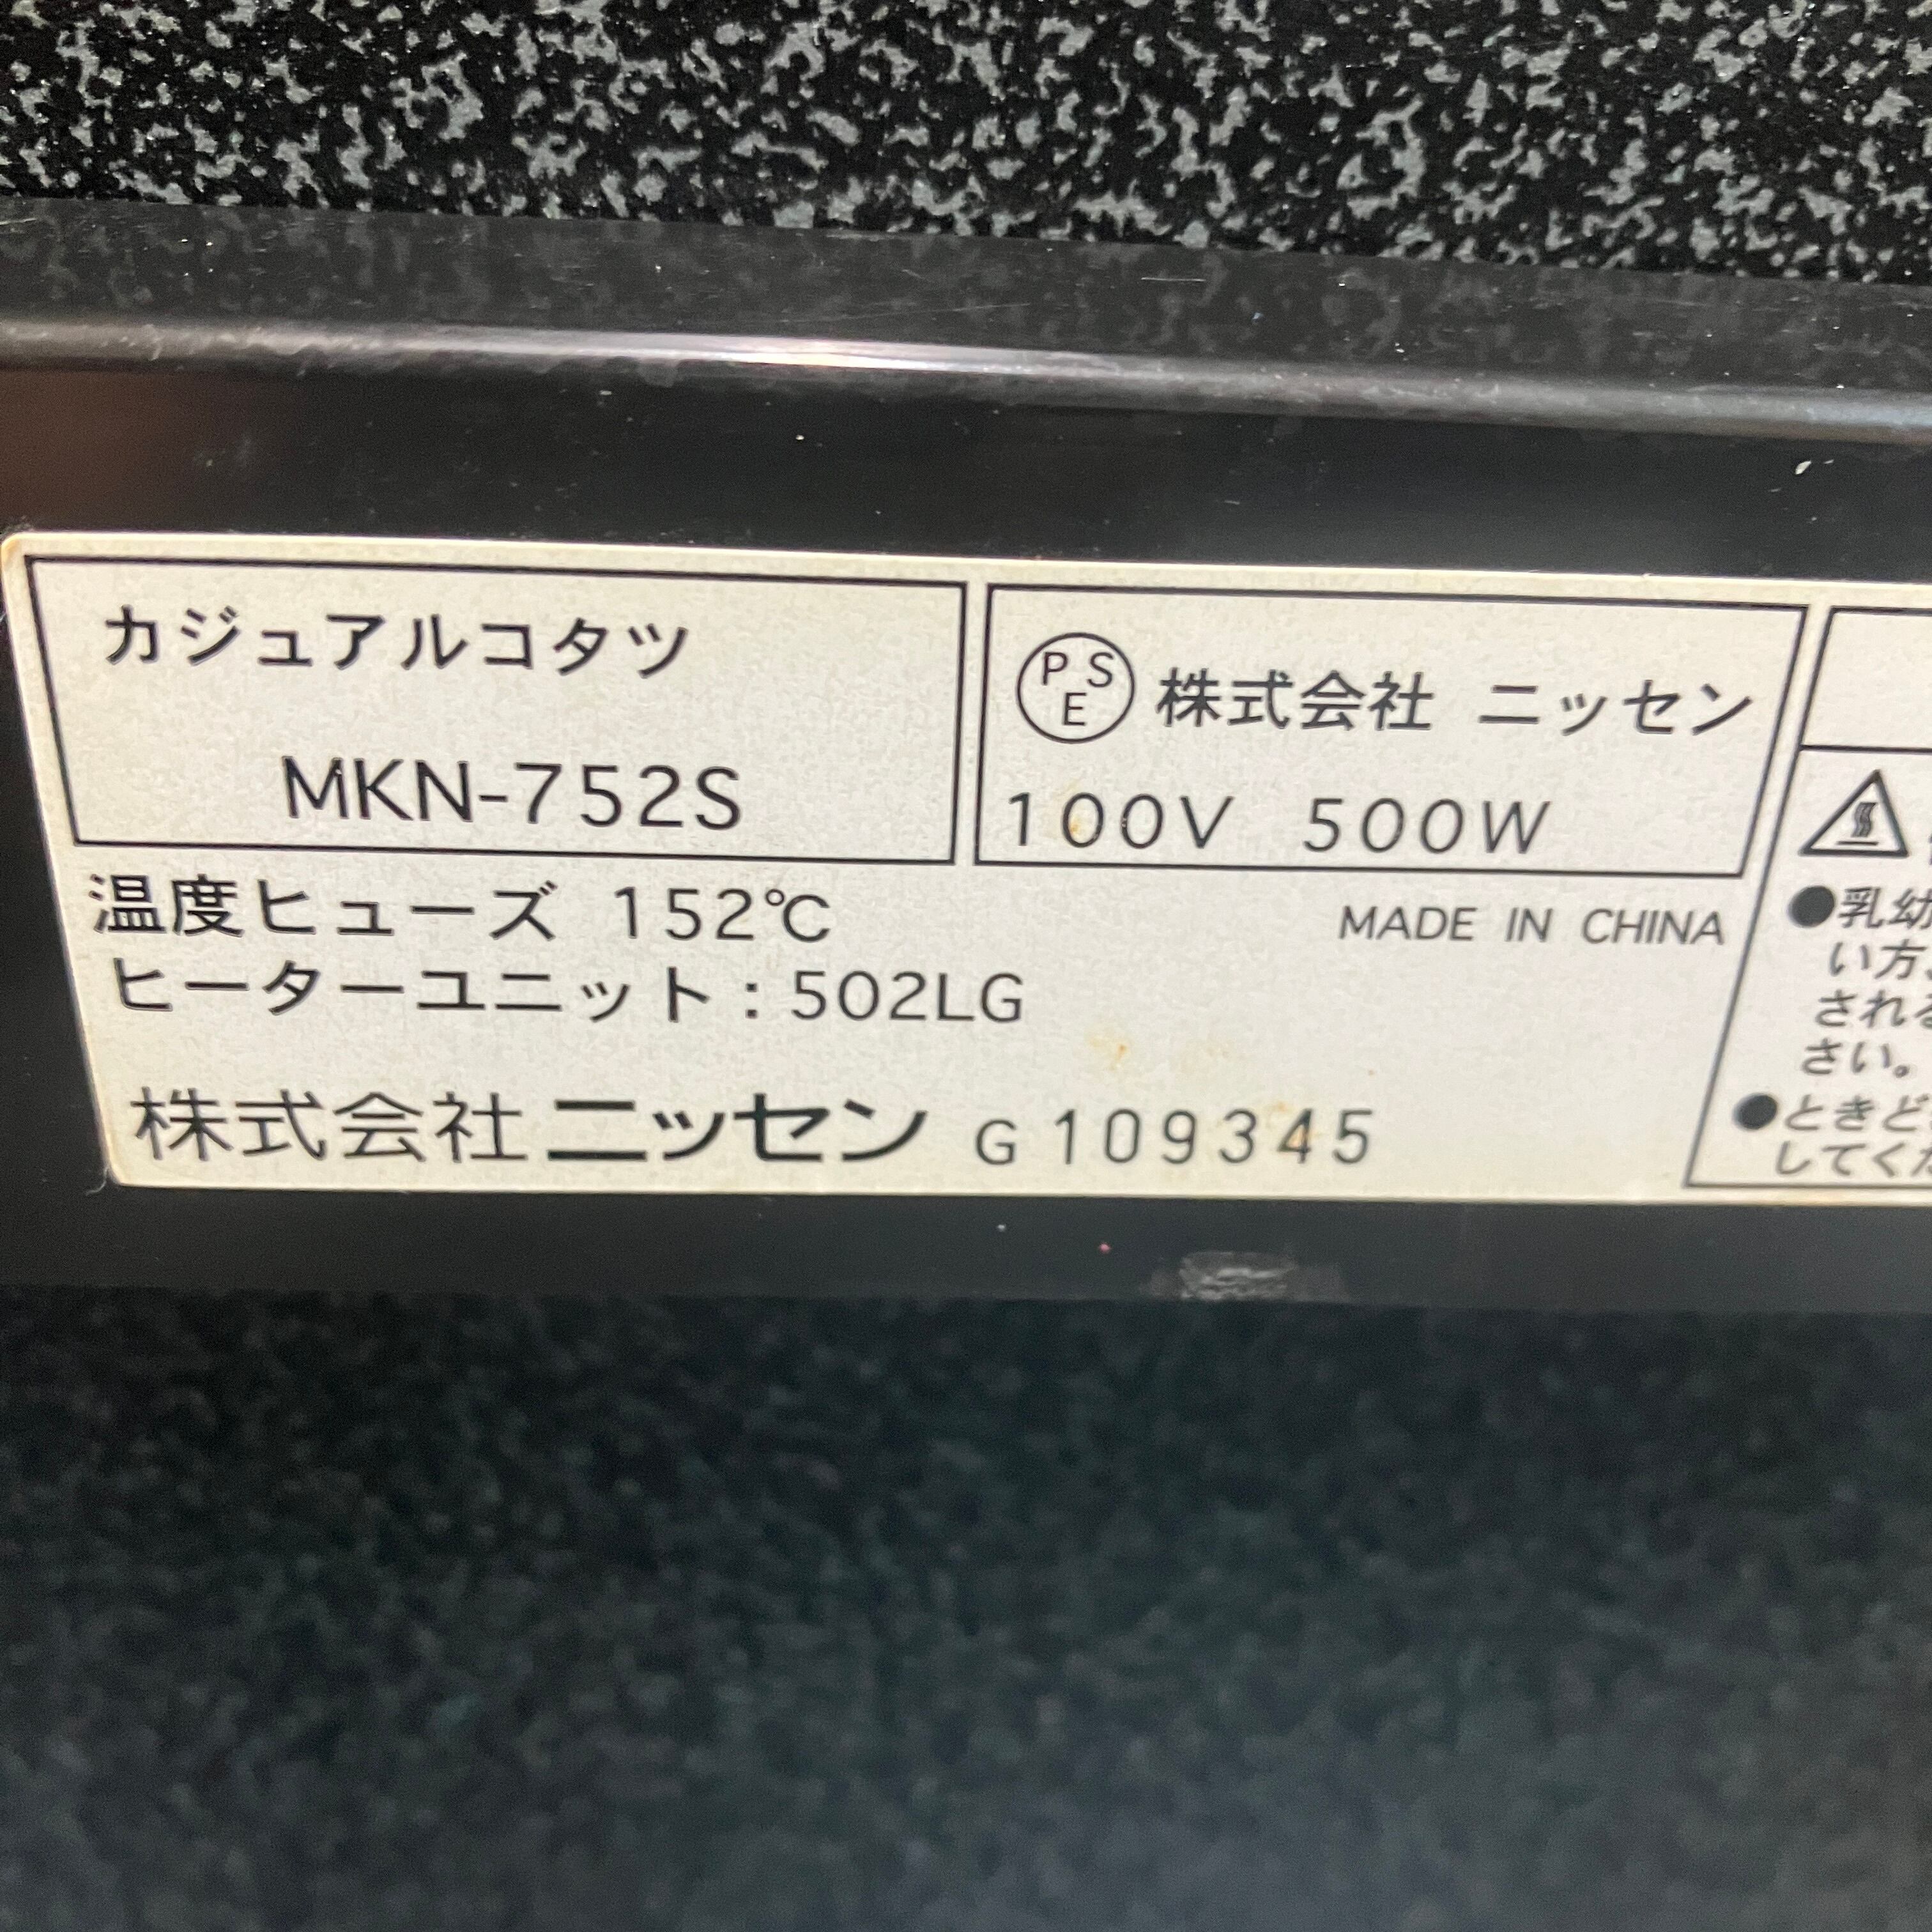 カジュアルコタツ
MKN-752S
PSE 株式会社 ニッセン
100V 500W
温度ヒューズ 152℃
MADE IN CHINA
ヒーターユニット:502LG
株式会社ニッセン G 109345
●乳幼
い方、
される
さい。
●ときど
してくだ